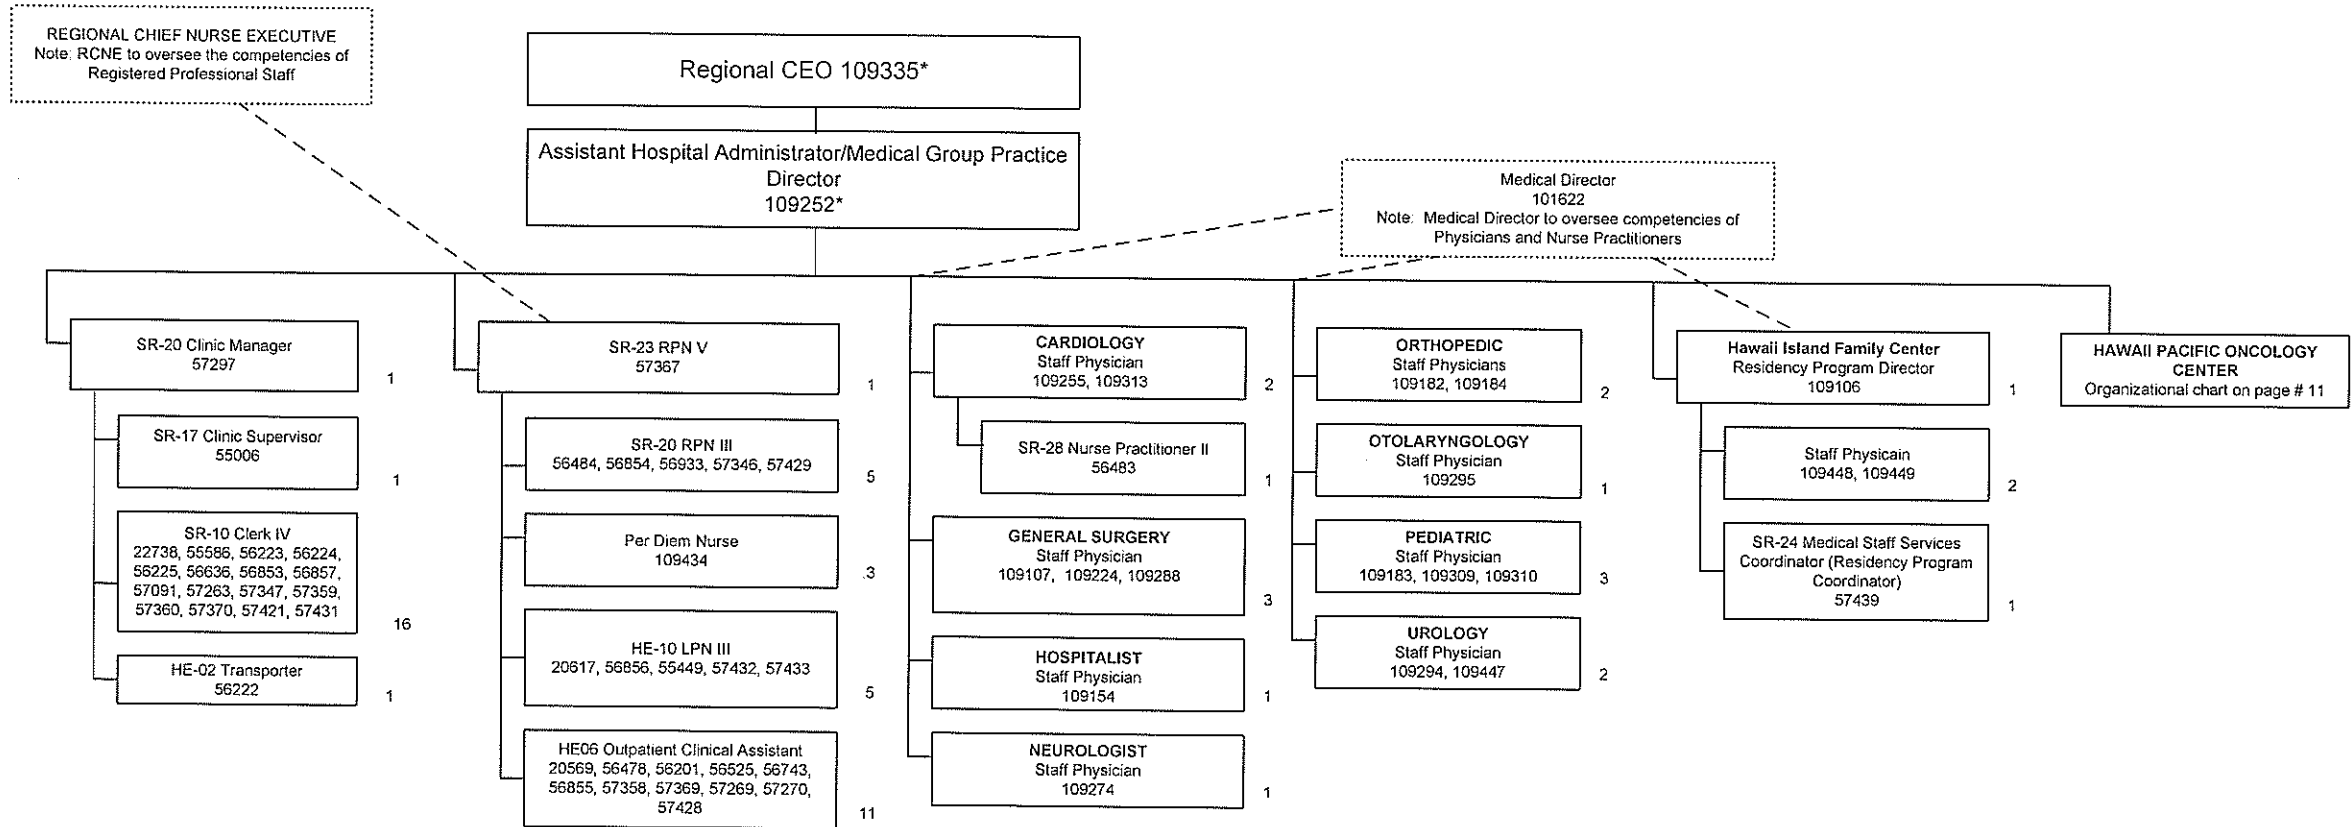 REGIONAL CHIEF NURSE EXECUTIVE
Note: RCNE to oversee the competencies of
Registered Professional Staff
Regional CEO 109335*
Assistant Hospital Administrator/Medical Group Practice
Director
109252*
Medical Director
101622
Note: Medical Director to oversee competencies of
Physicians and Nurse Practitioners
SR-20 Clinic Manager
57297
1
SR-17 Clinic Supervisor
55006
1
SR-10 Clerk IV
22738, 55586, 56223, 56224,
56225, 56636, 56853, 56857,
57091, 57263, 57347, 57359,
57360, 57370, 57421, 57431
16
HE-02 Transporter
56222
1
SR-23 RPN V
57367
1
SR-20 RPN III
56484, 56854, 56933, 57346, 57429
5
Per Diem Nurse
109434
.3
HE-10 LPN III
20617, 56856, 55449, 57432, 57433
5
HE06 Outpatient Clinical Assistant
20569, 56478, 56201, 56525, 56743,
56855, 57358, 57369, 57269, 57270,
57428
11
CARDIOLOGY
Staff Physician
109255, 109313
2
SR-28 Nurse Practitioner II
56483
1
GENERAL SURGERY
Staff Physician
109107, 109224, 109288
3
HOSPITALIST
Staff Physician
109154
1
NEUROLOGIST
Staff Physician
109274
1
ORTHOPEDIC
Staff Physicians
109182, 109184
2
OTOLARYNGOLOGY
Staff Physician
109295
1
PEDIATRIC
Staff Physician
109183, 109309, 109310
3
UROLOGY
Staff Physician
109294, 109447
2
Hawaii Island Family Center
Residency Program Director
109106
1
Staff Physicain
109448, 109449
2
SR-24 Medical Staff Services
Coordinator (Residency Program
Coordinator)
57439
1
HAWAII PACIFIC ONCOLOGY
CENTER
Organizational chart on page # 11